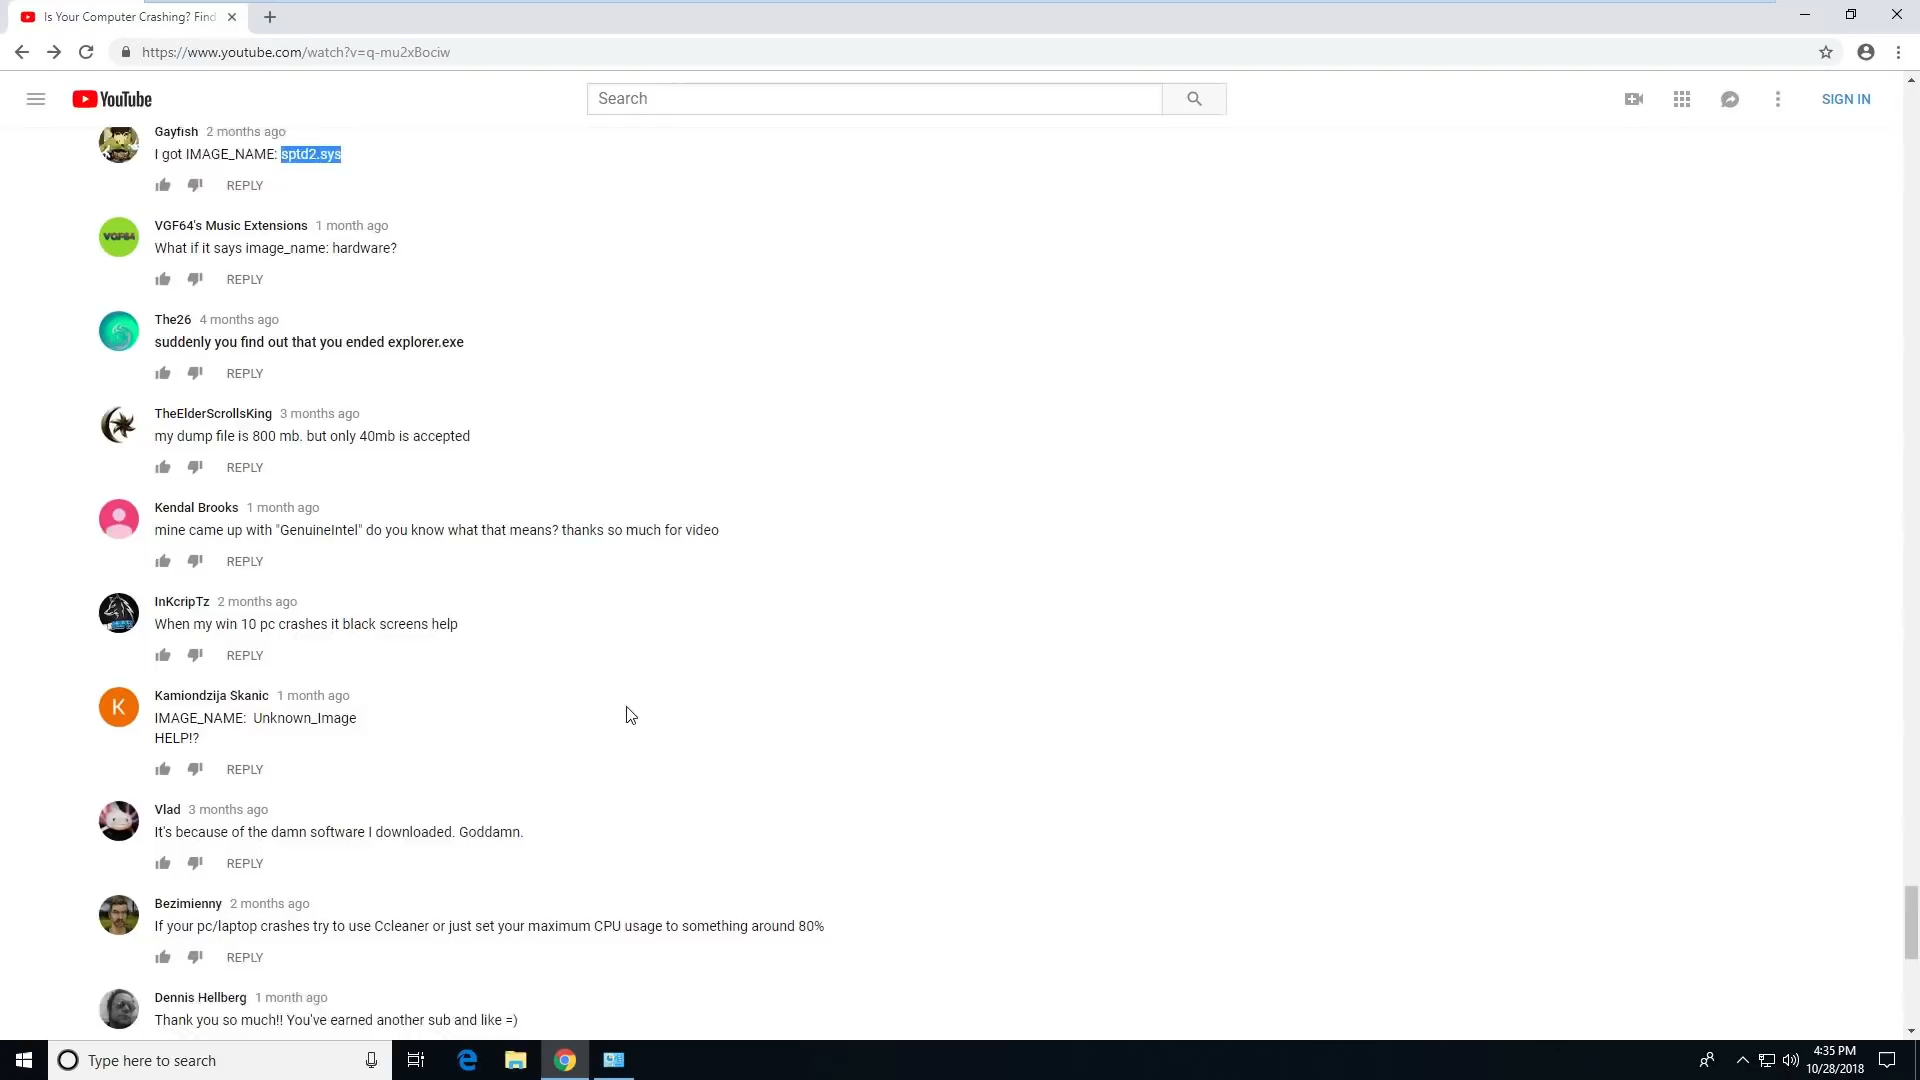 Is Your Computer Crashing? Find
https://www.youtube.com/watch?v=q-mu2xBociw
YouTube
Search
SIGN IN
Gayfish 2 months ago
I got IMAGE_NAME: sptd2.sys
REPLY
VGF64
VGF64's Music Extensions 1 month ago
What if it says image_name: hardware?
REPLY
The26 4 months ago
suddenly you find out that you ended explorer.exe
REPLY
TheElderScrollsKing 3 months ago
my dump file is 800 mb. but only 40mb is accepted
REPLY
Kendal Brooks 1 month ago
mine came up with "GenuineIntel" do you know what that means? thanks so much for video
REPLY
InKcripTz 2 months ago
When my win 10 pc crashes it black screens help
REPLY
K
Kamiondzija Skanic 1 month ago
IMAGE_NAME:  Unknown_Image
HELP!?
REPLY
Vlad 3 months ago
It's because of the damn software I downloaded. Goddamn.
REPLY
Bezimienny 2 months ago
If your pc/laptop crashes try to use Ccleaner or just set your maximum CPU usage to something around 80%
REPLY
Dennis Hellberg 1 month ago
Thank you so much!! You've earned another sub and like =)
Type here to search
4:35 PM
10/28/2018